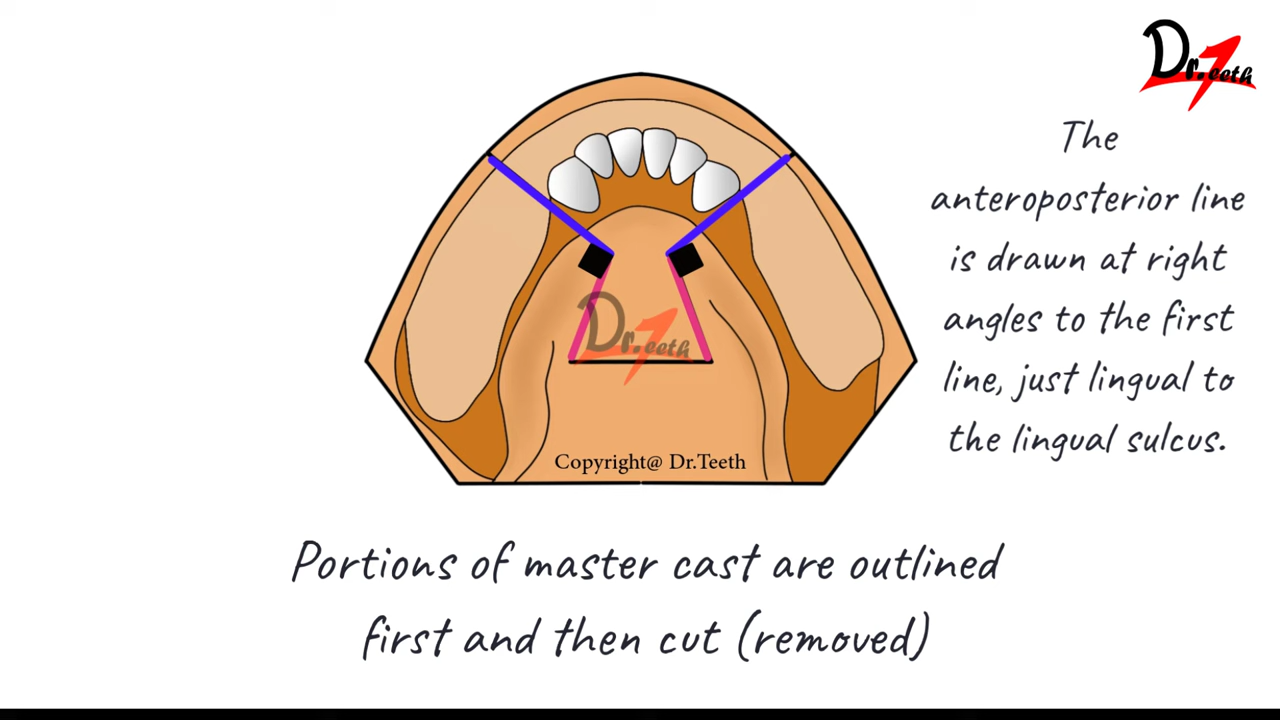 Dr.Teeth
The
anteroposterior line
is drawn at right
angles to the first
line, just lingual to
the lingual sulcus.
Dr.Teeth
Copyright@ Dr.Teeth
Portions of master cast are outlined
first and then cut (removed)